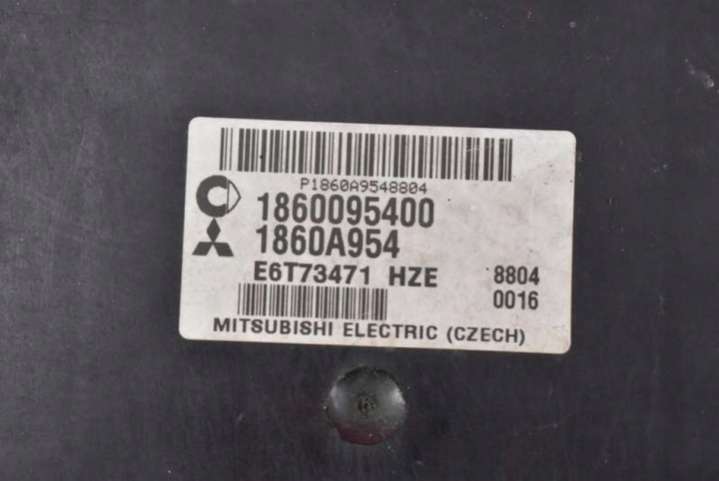 P1860A9548804
1860095400
1860A954
E6T73471 HZE 8804
0016
MITSUBISHI ELECTRIC (CZECH)